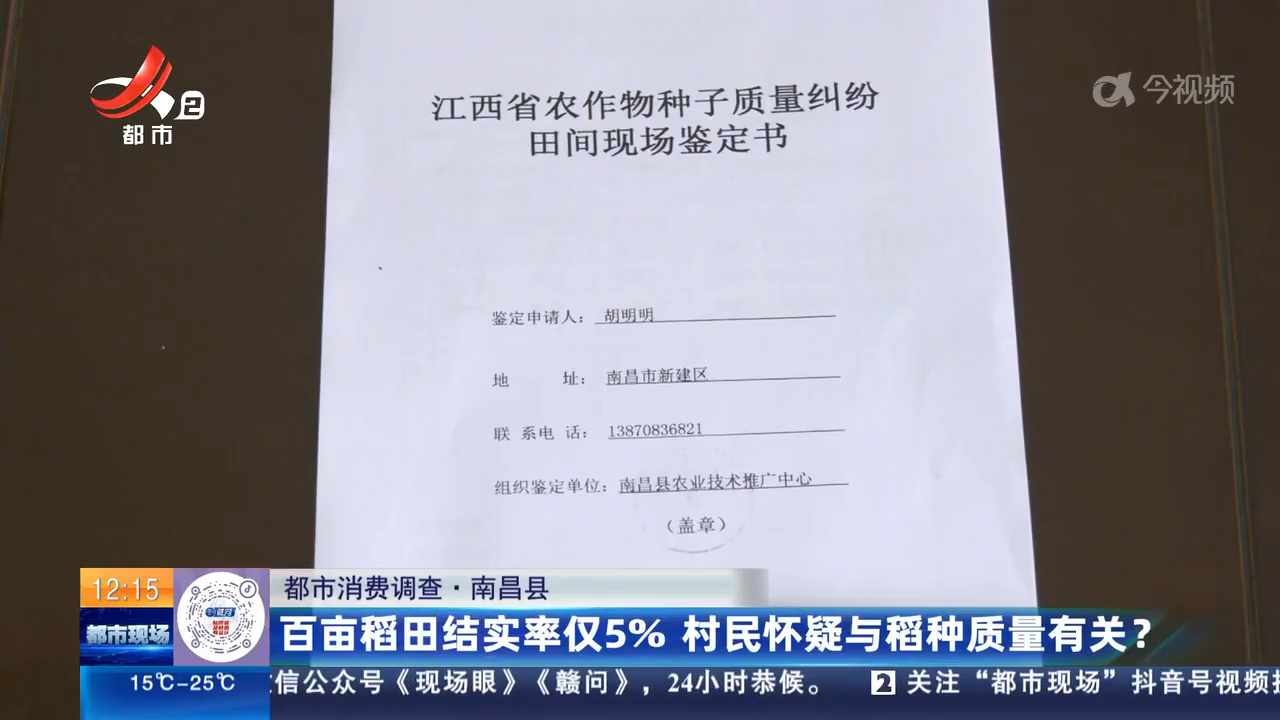 都市
2
今视频
江西省农作物种子质量纠纷
田间现场鉴定书
鉴定申请人：胡明明
地 址：南昌市新建区
联 系 电 话：13870836821
组织鉴定单位：南昌县农业技术推广中心
（盖章）
12:15
都市消费调查·南昌县
都市现场
百亩稻田结实率仅5% 村民怀疑与稻种质量有关？
15℃-25℃
信公众号《现场眼》《赣问》，24小时恭候。 2 关注“都市现场”抖音号视频